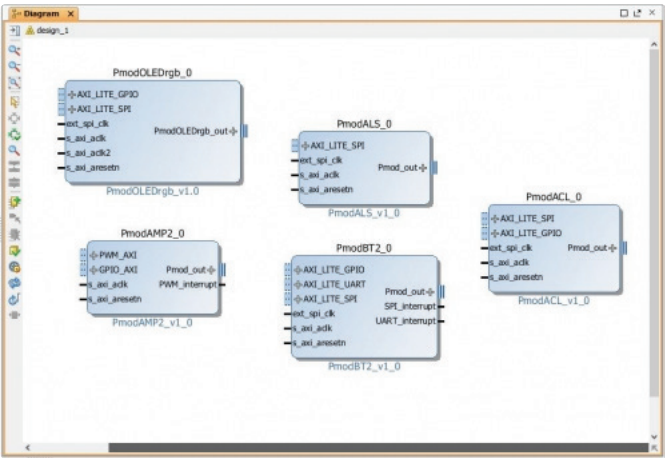 Diagram
design_1
PmodOLEDrgb_0
AXI_LITE_GPIO
AXI_LITE_SPI
ext_spi_clk
s_axi_aclk
s_axi_aclk2
s_axi_aresetn
PmodOLEDrgb_out
PmodOLEDrgb_v1.0
PmodALS_0
AXI_LITE_SPI
ext_spi_clk
s_axi_aclk
s_axi_aresetn
Pmod_out
PmodALS_v1_0
PmodACL_0
AXI_LITE_SPI
AXI_LITE_GPIO
ext_spi_clk
s_axi_aclk
s_axi_aresetn
Pmod_out
PmodACL_v1_0
PmodAMP2_0
PWM_AXI
GPIO_AXI
s_axi_aclk
s_axi_aresetn
Pmod_out
PWM_interrupt
PmodAMP2_v1_0
PmodBT2_0
AXI_LITE_GPIO
AXI_LITE_UART
AXI_LITE_SPI
ext_spi_clk
s_axi_aclk
s_axi_aresetn
Pmod_out
SPI_interrupt
UART_interrupt
PmodBT2_v1_0